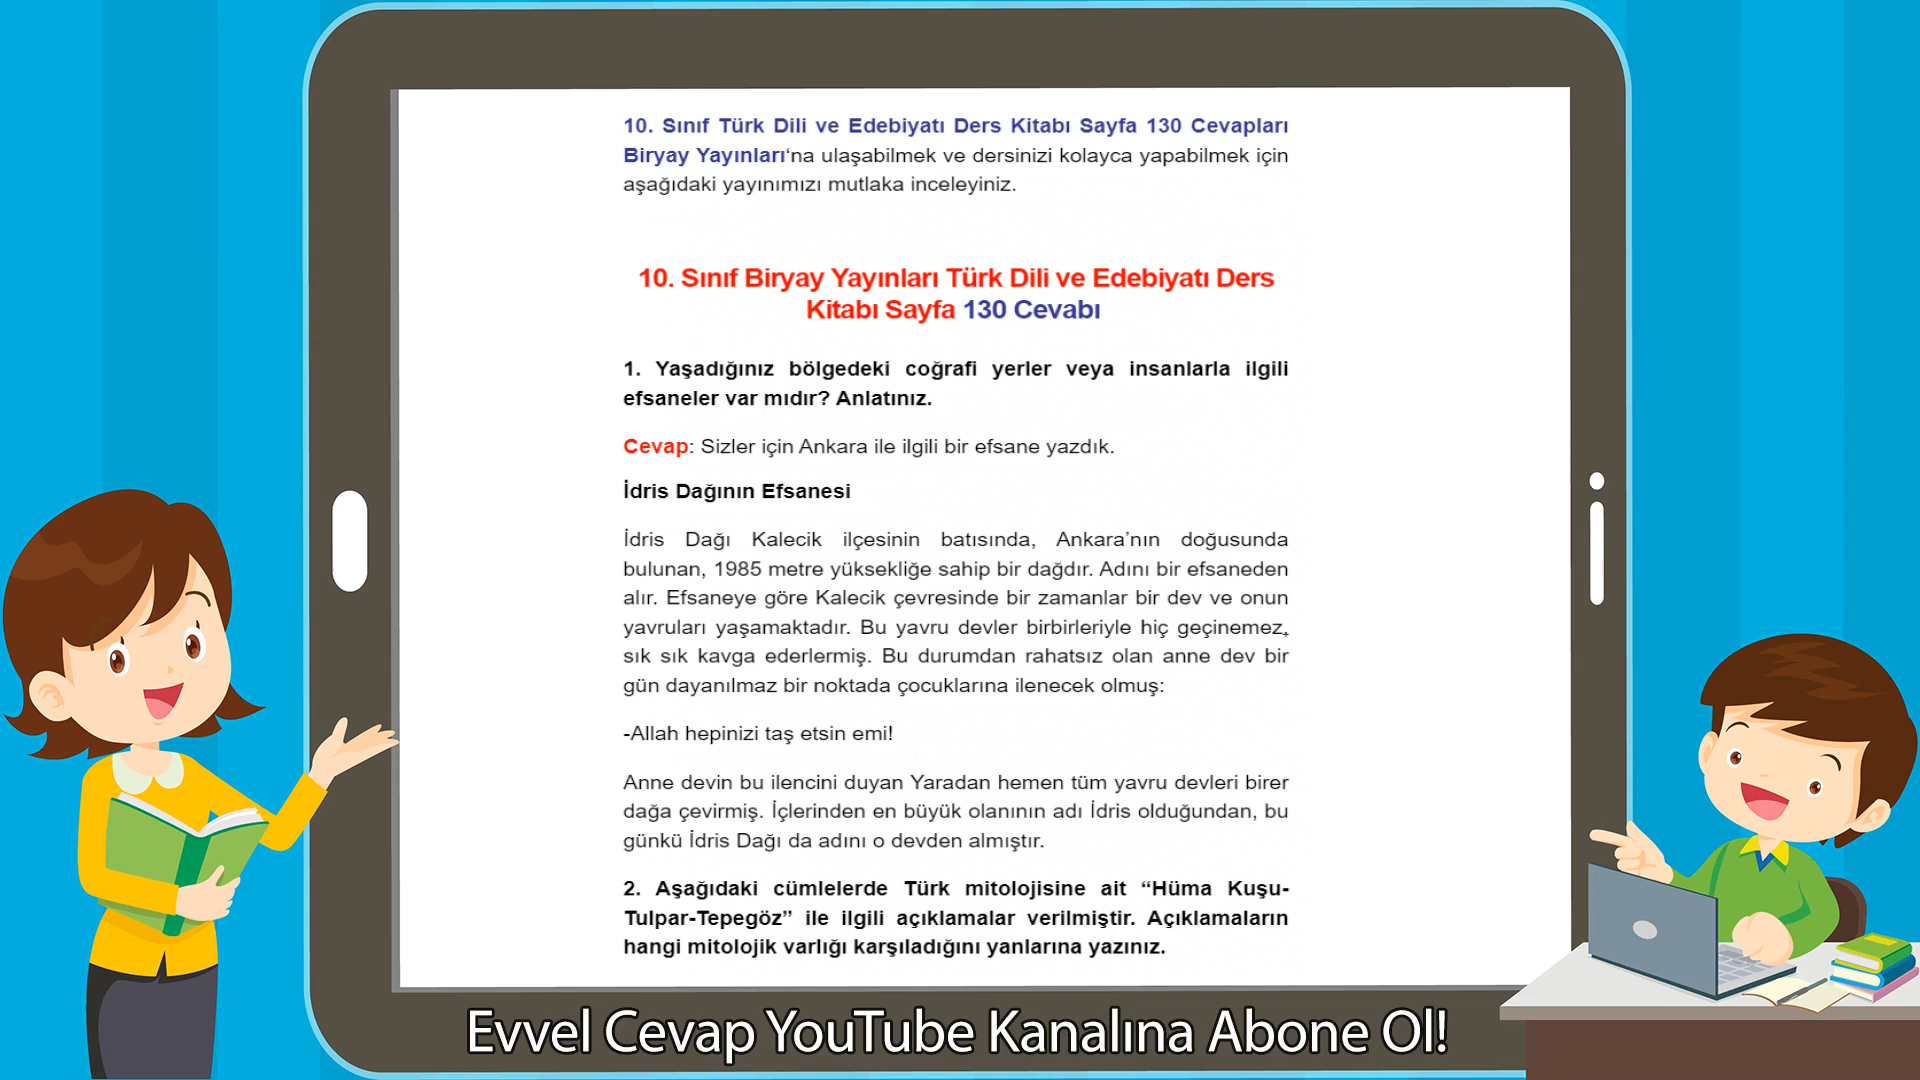 10. Sınıf Türk Dili ve Edebiyatı Ders Kitabı Sayfa 130 Cevapları
Biryay Yayınları‘na ulaşabilmek ve dersinizi kolayca yapabilmek için
aşağıdaki yayınımızı mutlaka inceleyiniz.
10. Sınıf Biryay Yayınları Türk Dili ve Edebiyatı Ders
Kitabı Sayfa 130 Cevabı
1. Yaşadığınız bölgedeki coğrafi yerler veya insanlarla ilgili
efsaneler var mıdır? Anlatınız.
Cevap: Sizler için Ankara ile ilgili bir efsane yazdık.
İdris Dağının Efsanesi
İdris Dağı Kalecik ilçesinin batısında, Ankara’nın doğusunda
bulunan, 1985 metre yüksekliğe sahip bir dağdır. Adını bir efsaneden
alır. Efsaneye göre Kalecik çevresinde bir zamanlar bir dev ve onun
yavruları yaşamaktadır. Bu yavru devler birbirleriyle hiç geçinemez,
sık sık kavga ederlermiş. Bu durumdan rahatsız olan anne dev bir
gün dayanılmaz bir noktada çocuklarına ilenecek olmuş:
-Allah hepinizi taş etsin emi!
Anne devin bu ilencini duyan Yaradan hemen tüm yavru devleri birer
dağa çevirmiş. İçlerinden en büyük olanının adı İdris olduğundan, bu
günkü İdris Dağı da adını o devden almıştır.
2. Aşağıdaki cümlelerde Türk mitolojisine ait “Hüma Kuşu-
Tulpar-Tepegöz” ile ilgili açıklamalar verilmiştir. Açıklamaların
hangi mitolojik varlığı karşıladığını yanlarına yazınız.
Evvel Cevap YouTube Kanalına Abone Ol!